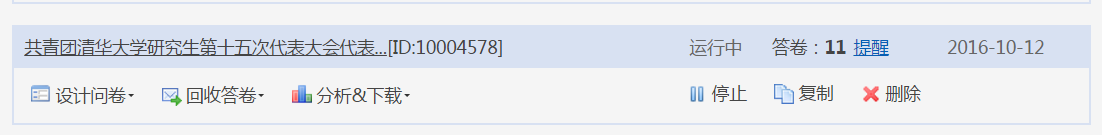 共青团清华大学研究生第十五次代表大会代表...[ID:10004578] 运行中 答卷：11 提醒 2016-10-12
设计问卷 回收答卷 分析&下载 停止 复制 删除